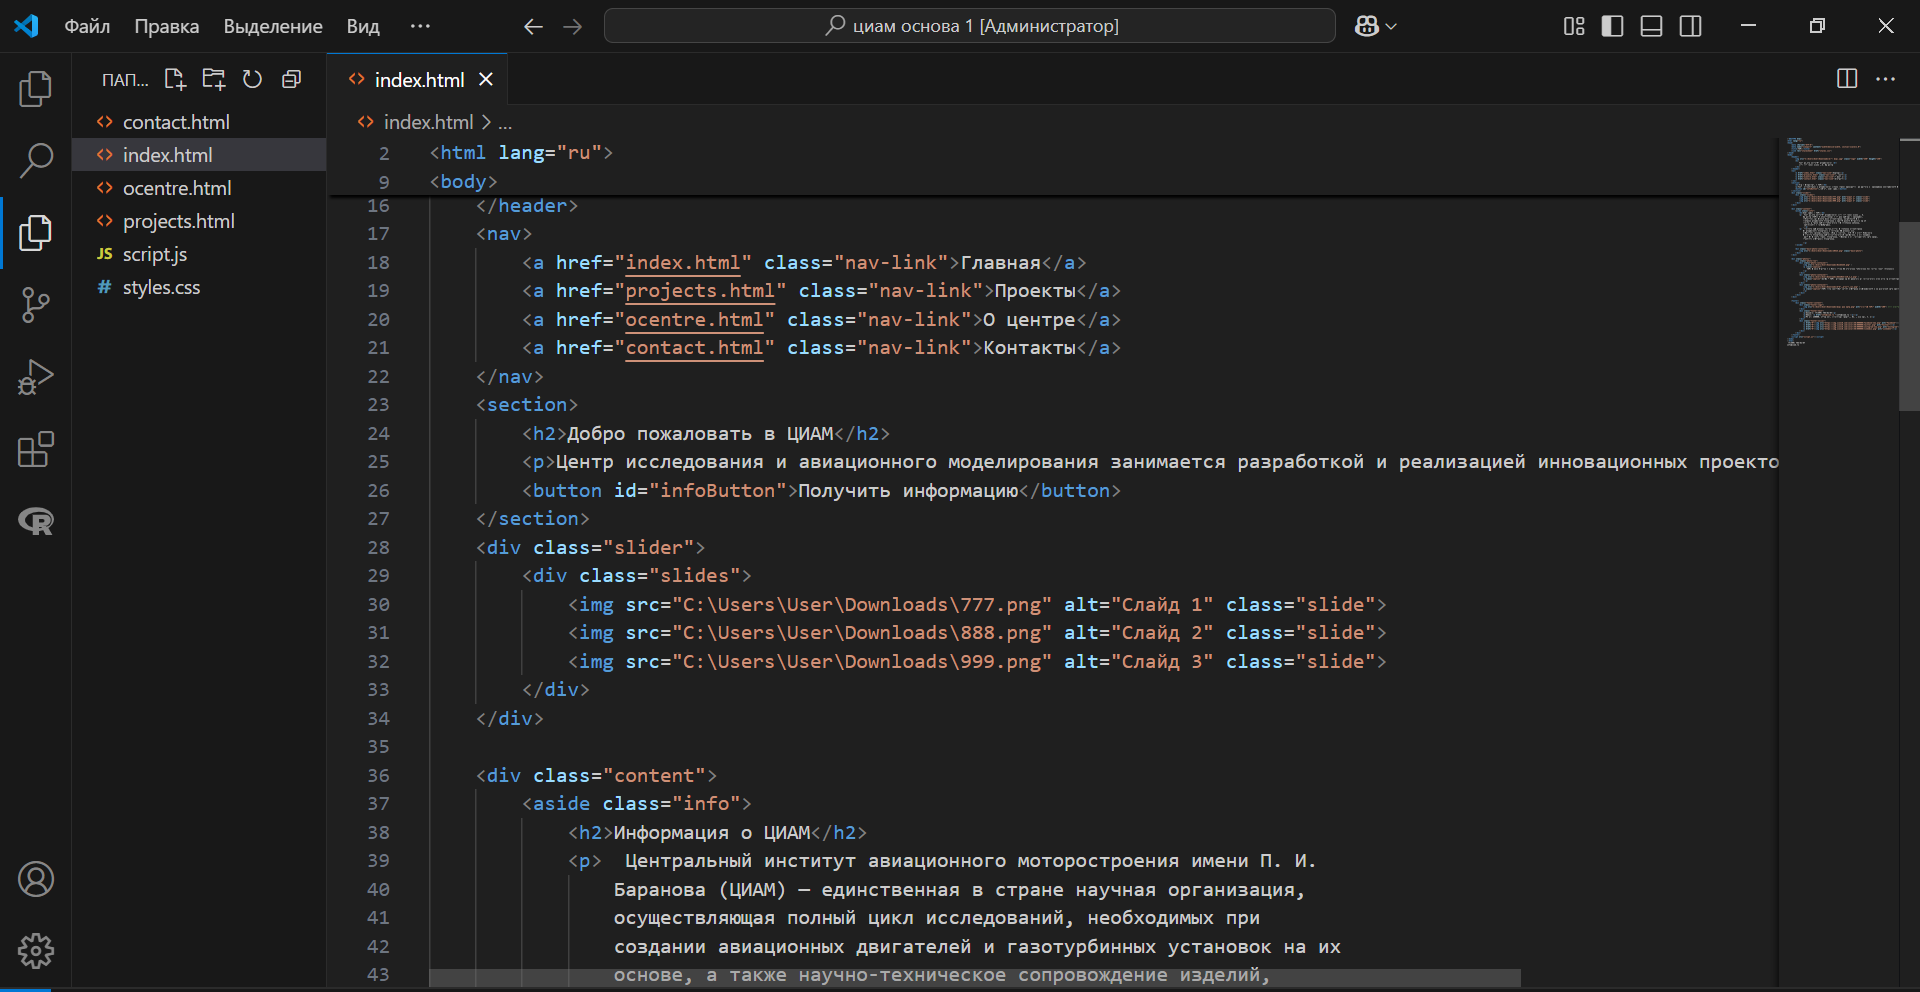 Файл Правка Выделение Вид ··· циам основа 1 [Администратор]
ПАП...
contact.html
index.html
ocentre.html
projects.html
JS script.js
# styles.css
index.html
index.html > ...
2 <html lang="ru">
9 <body>
16 </header>
17 <nav>
18 <a href="index.html" class="nav-link">Главная</a>
19 <a href="projects.html" class="nav-link">Проекты</a>
20 <a href="ocentre.html" class="nav-link">О центре</a>
21 <a href="contact.html" class="nav-link">Контакты</a>
22 </nav>
23 <section>
24 <h2>Добро пожаловать в ЦИАМ</h2>
25 <p>Центр исследования и авиационного моделирования занимается разработкой и реализацией инновационных проекто
26 <button id="infoButton">Получить информацию</button>
27 </section>
28 <div class="slider">
29 <div class="slides">
30 <img src="C:\Users\User\Downloads\777.png" alt="Слайд 1" class="slide">
31 <img src="C:\Users\User\Downloads\888.png" alt="Слайд 2" class="slide">
32 <img src="C:\Users\User\Downloads\999.png" alt="Слайд 3" class="slide">
33 </div>
34 </div>
35
36 <div class="content">
37 <aside class="info">
38 <h2>Информация о ЦИАМ</h2>
39 <p> Центральный институт авиационного моторостроения имени П. И.
40 Баранова (ЦИАМ) — единственная в стране научная организация,
41 осуществляющая полный цикл исследований, необходимых при
42 создании авиационных двигателей и газотурбинных установок на их
43 основе, а также научно-техническое сопровождение изделий,